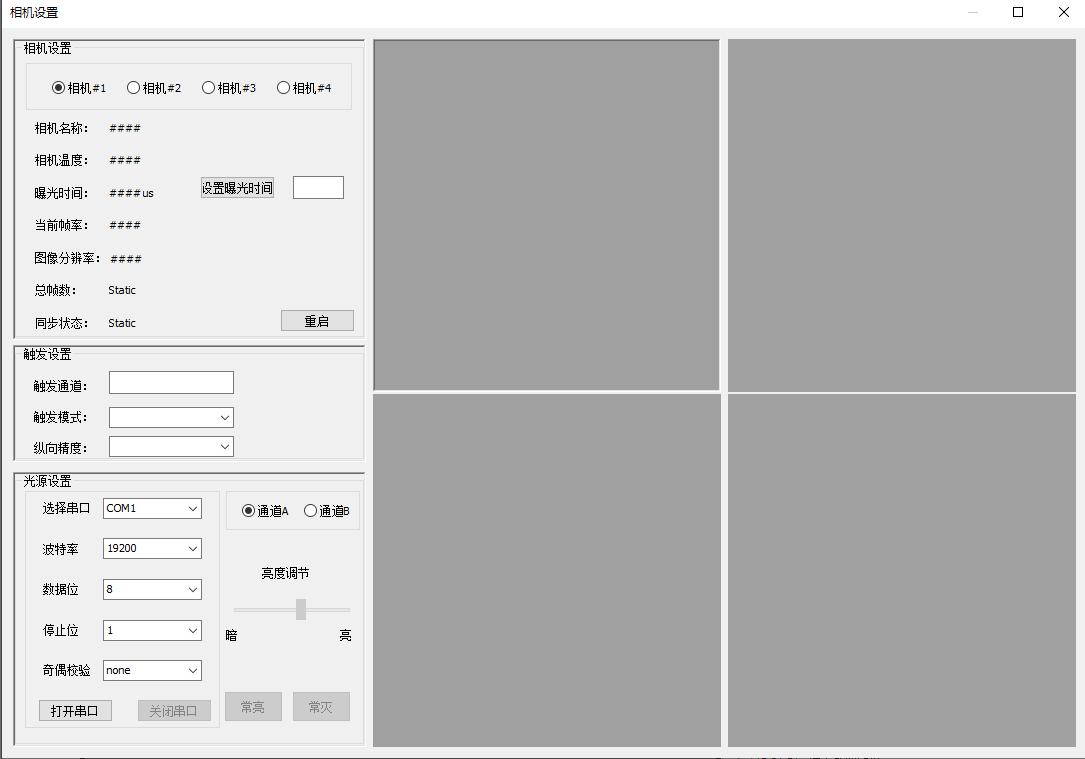 相机设置
相机设置
相机#1 相机#2 相机#3 相机#4
相机名称： ####
相机温度： ####
曝光时间： ####us 设置曝光时间
当前帧率： ####
图像分辨率： ####
总帧数： Static
同步状态： Static 重启
触发设置
触发通道：
触发模式：
纵向精度：
光源设置
选择串口 COM1 通道A 通道B
波特率 19200
亮度调节
数据位 8
停止位 1
暗 亮
奇偶校验 none
打开串口 关闭串口 常亮 常灭